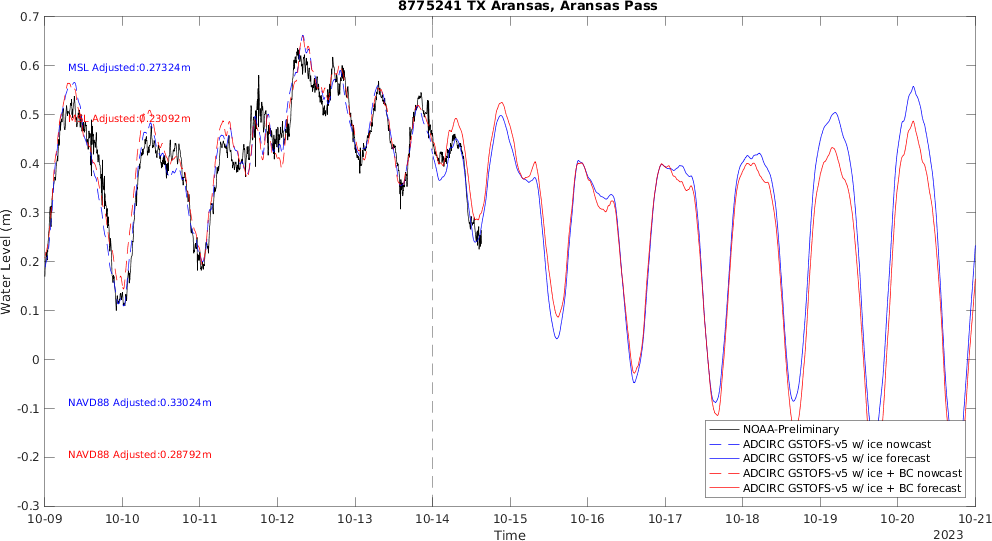 8775241 TX Aransas, Aransas Pass
0.7
0.6
0.5
0.4
0.3
0.2
0.1
0
-0.1
-0.2
-0.3
Water Level (m)
MSL Adjusted:0.27324m
MSL Adjusted:0.23092m
NAVD88 Adjusted:0.33024m
NAVD88 Adjusted:0.28792m
NOAA-Preliminary
ADCIRC GSTOFS-v5 w/ ice nowcast
ADCIRC GSTOFS-v5 w/ ice forecast
ADCIRC GSTOFS-v5 w/ ice + BC nowcast
ADCIRC GSTOFS-v5 w/ ice + BC forecast
10-09 10-10 10-11 10-12 10-13 10-14 10-15 10-16 10-17 10-18 10-19 10-20 10-21
Time
2023